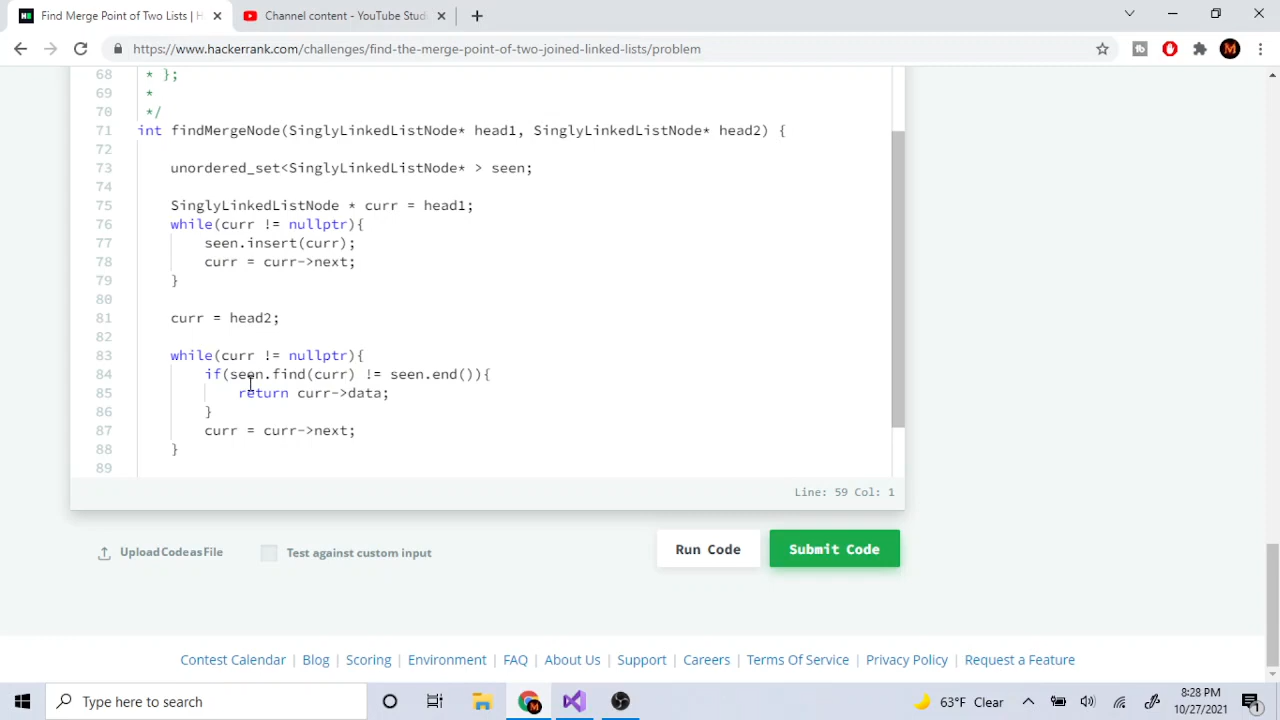 Find Merge Point of Two Lists |
Channel content - YouTube Studi
https://www.hackerrank.com/challenges/find-the-merge-point-of-two-joined-linked-lists/problem
68 * };
69 *
70 */
71 int findMergeNode(SinglyLinkedListNode* head1, SinglyLinkedListNode* head2) {
72
73 unordered_set<SinglyLinkedListNode* > seen;
74
75 SinglyLinkedListNode * curr = head1;
76 while(curr != nullptr){
77 seen.insert(curr);
78 curr = curr->next;
79 }
80
81 curr = head2;
82
83 while(curr != nullptr){
84 if(seen.find(curr) != seen.end()){
85 return curr->data;
86 }
87 curr = curr->next;
88 }
89
Line: 59 Col: 1
Upload Code as File Test against custom input Run Code Submit Code
Contest Calendar | Blog | Scoring | Environment | FAQ | About Us | Support | Careers | Terms Of Service | Privacy Policy | Request a Feature
Type here to search
63°F Clear
8:28 PM
10/27/2021